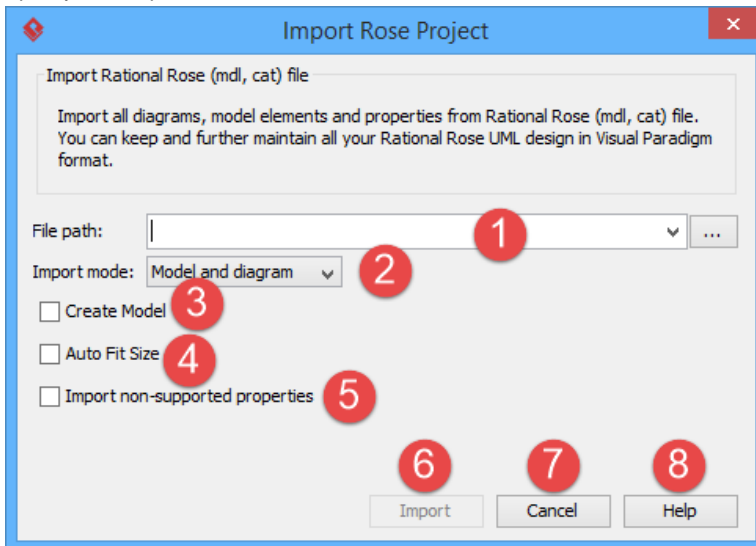 Import Rose Project
Import Rational Rose (mdl, cat) file
Import all diagrams, model elements and properties from Rational Rose (mdl, cat) file.
You can keep and further maintain all your Rational Rose UML design in Visual Paradigm
format.
File path:
1
...
Import mode: Model and diagram
2
Create Model
3
Auto Fit Size
4
Import non-supported properties
5
6
7
8
Import
Cancel
Help